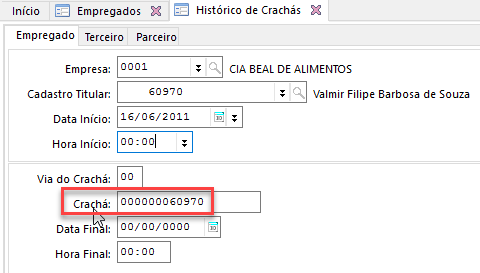 Início Empregados Histórico de Crachás
Empregado Terceiro Parceiro
Empresa: 0001 CIA BEAL DE ALIMENTOS
Cadastro Titular: 60970 Valmir Filipe Barbosa de Souza
Data Início: 16/06/2011
Hora Início: 00:00
Via do Crachá: 00
Crachá: 000000060970
Data Final: 00/00/0000
Hora Final: 00:00